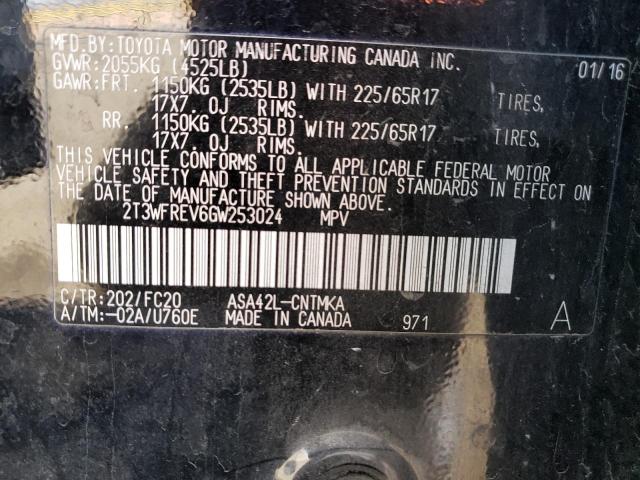 MFD.BY:TOYOTA MOTOR MANUFACTURING CANADA INC.
GVWR:2055KG (4525LB) 01/16
GAWR:FRT. 1150KG (2535LB) WITH 225/65R17 TIRES,
17X7.0J RIMS.
RR. 1150KG (2535LB) WITH 225/65R17 TIRES,
17X7.0J RIMS.
THIS VEHICLE CONFORMS TO ALL APPLICABLE FEDERAL MOTOR
VEHICLE SAFETY AND THEFT PREVENTION STANDARDS IN EFFECT ON
THE DATE OF MANUFACTURE SHOWN ABOVE.
2T3WFREV6GW253024 MPV
C/TR:202/FC20 ASA42L-CNTMKA
A/TM:-02A/U760E MADE IN CANADA 971 A